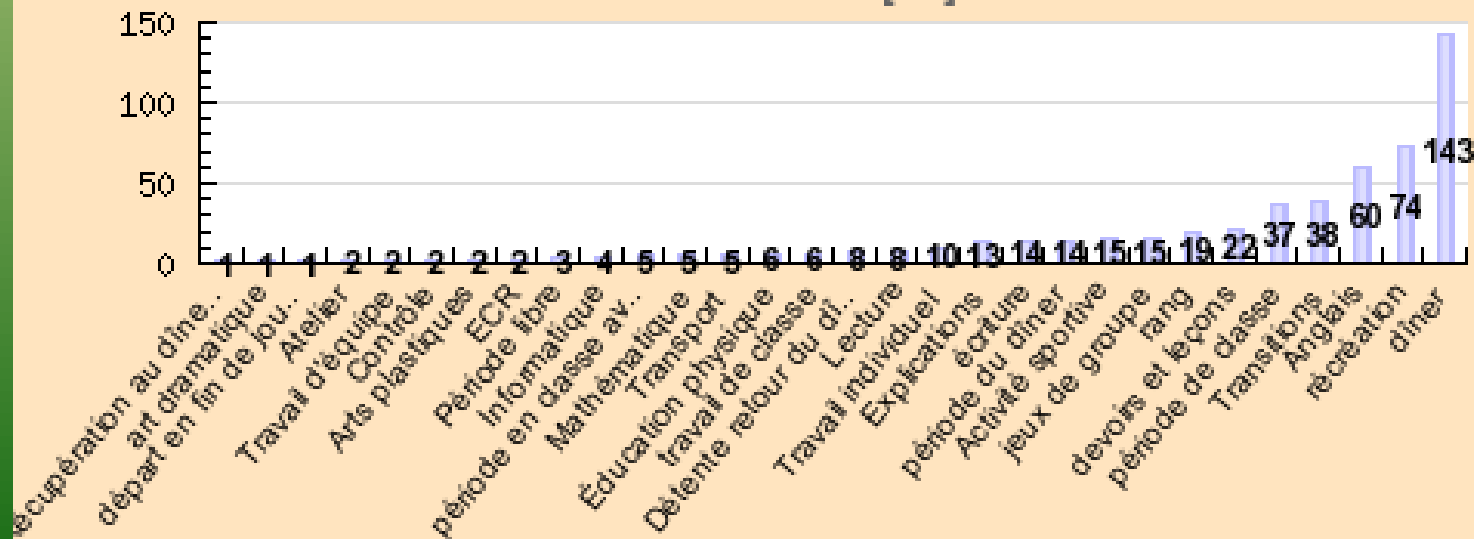 150
100
50
0
1 1 1 2 2 2 2 2 3 4 5 5 5 6 6 8 8 10 13 14 14 15 15 19 22 37 38 60 74 143
écupération au dîne..
art dramatique
départ en fin de jou..
Atelier
Travail d'équipe
Contrôle
Arts plastiques
ECR
Période libre
Informatique
période en classe av..
Mathématique
Transport
Éducation physique
travail de classe
Détente retour du dî..
Lecture
Travail individuel
Explications
écriture
période du dîner
Activité sportive
jeux de groupe
rang
devoirs et leçons
période de classe
Transitions
Anglais
récréation
dîner